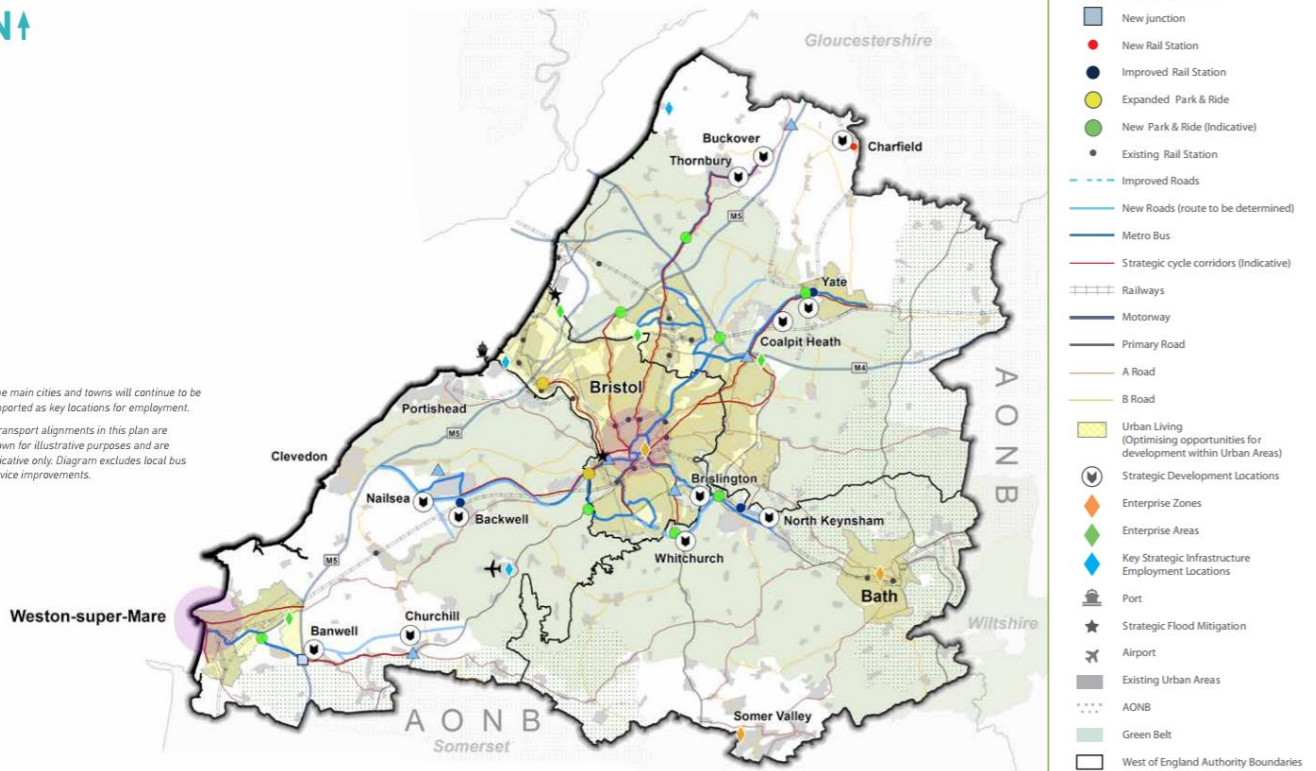 N
Gloucestershire
Buckover
Thornbury
Charfield
M5
Yate
Coalpit Heath
M4
Bristol
Portishead
M5
Clevedon
Nailsea
Backwell
Brislington
North Keynsham
Whitchurch
Bath
AONB
Wiltshire
M5
Weston-super-Mare
Banwell
Churchill
AONB
Somerset
Somer Valley
main cities and towns will continue to be
as key locations for employment.
alignments in this plan are
for illustrative purposes and are
only. Diagram excludes local bus
improvements.
New junction
New Rail Station
Improved Rail Station
Expanded Park & Ride
New Park & Ride (Indicative)
Existing Rail Station
Improved Roads
New Roads (route to be determined)
Metro Bus
Strategic cycle corridors (Indicative)
Railways
Motorway
Primary Road
A Road
B Road
Urban Living
(Optimising opportunities for
development within Urban Areas)
Strategic Development Locations
Enterprise Zones
Enterprise Areas
Key Strategic Infrastructure
Employment Locations
Port
Strategic Flood Mitigation
Airport
Existing Urban Areas
AONB
Green Belt
West of England Authority Boundaries